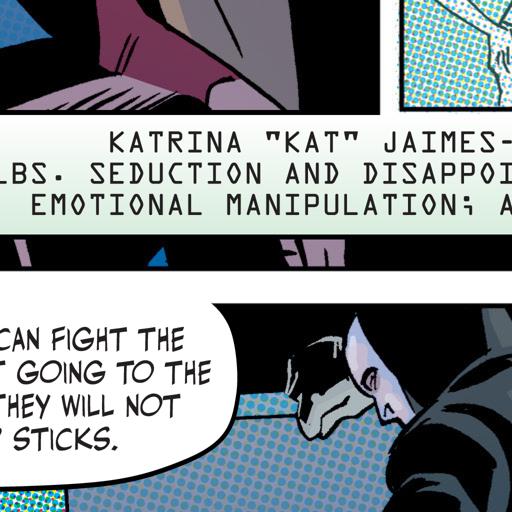 KATRINA "KAT" JAIMES-
LBS. SEDUCTION AND DISAPPOI
EMOTIONAL MANIPULATION; A
CAN FIGHT THE
T GOING TO THE
THEY WILL NOT
STICKS.